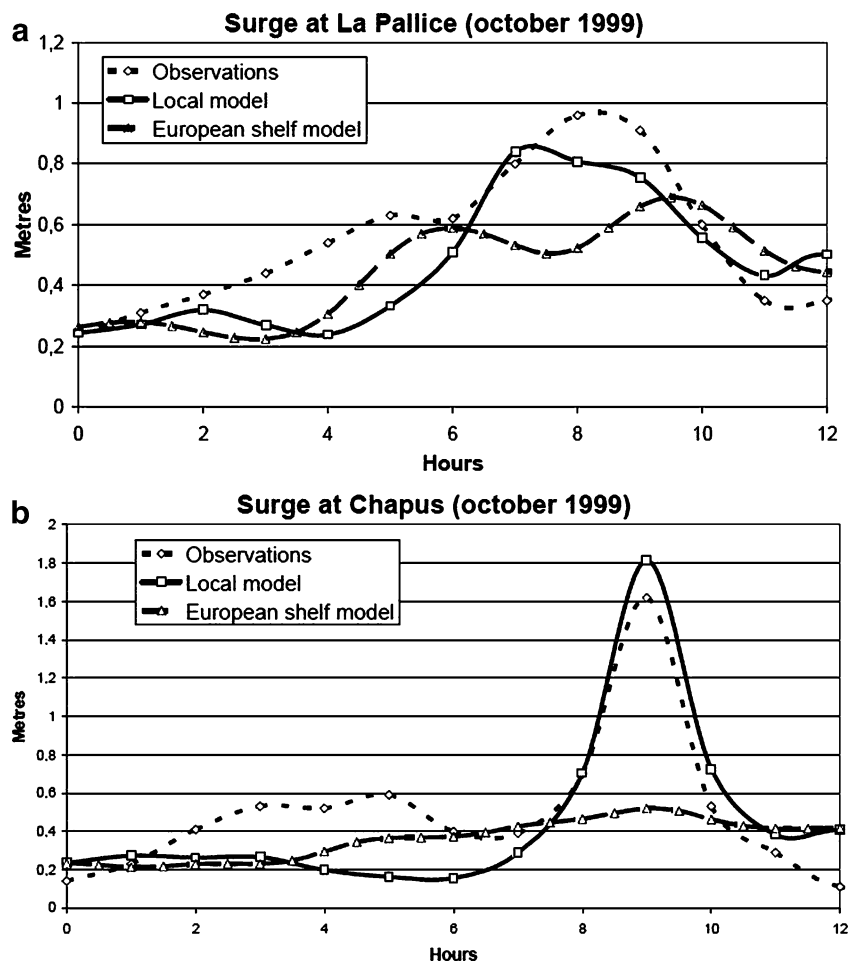 a
Surge at La Pallice (october 1999)
1,2
1
0,8
0,6
0,4
0,2
0
Metres
Observations
Local model
European shelf model
0 2 4 6 8 10 12
Hours
b
Surge at Chapus (october 1999)
2
1.8
1.6
1.4
1.2
1
0.8
0.6
0.4
0.2
0
Metres
Observations
Local model
European shelf model
0 2 4 6 8 10 12
Hours